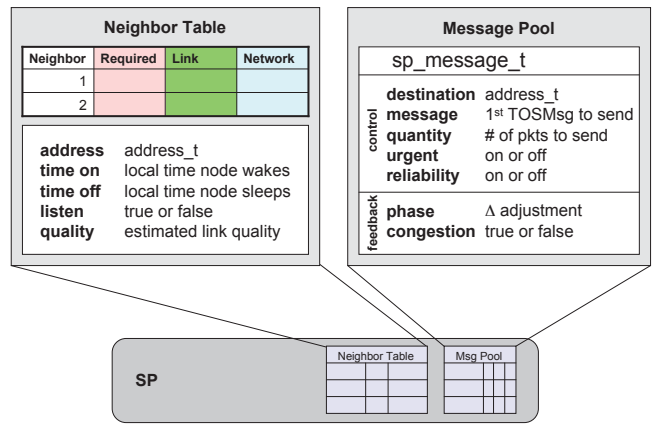 Neighbor Table
Neighbor Required Link Network
1
2
address address_t
time on local time node wakes
time off local time node sleeps
listen true or false
quality estimated link quality
Message Pool
sp_message_t
control
destination address_t
message 1st TOSMsg to send
quantity # of pkts to send
urgent on or off
reliability on or off
feedback
phase Δ adjustment
congestion true or false
SP
Neighbor Table
Msg Pool